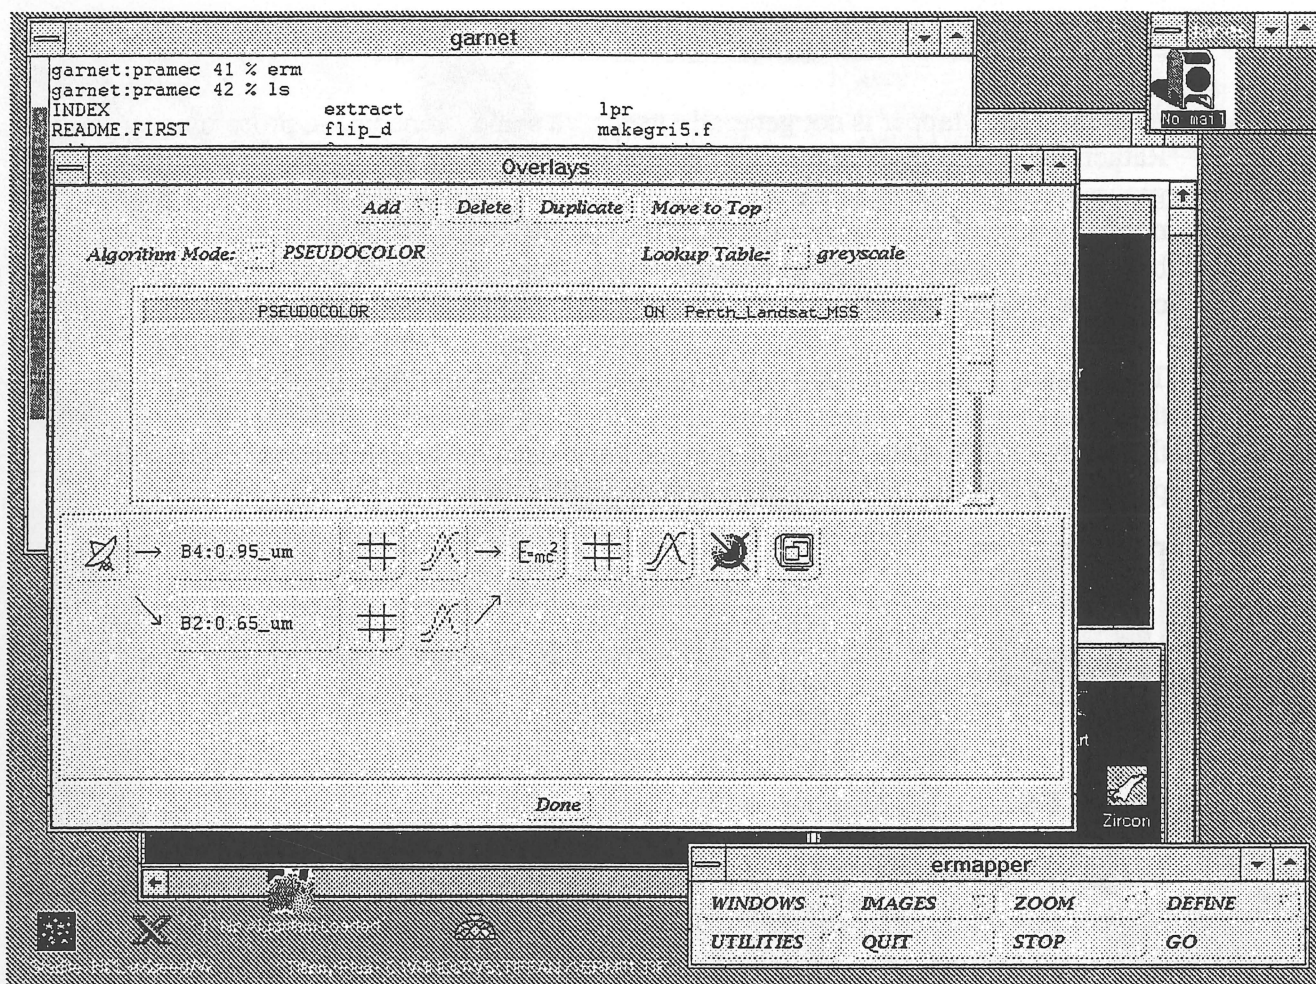 garnet
garnet:pramec 41 % erm
garnet:pramec 42 % ls
INDEX extract lpr
README.FIRST flip_d makegri5.f
No mail
Overlays
Add Delete Duplicate Move to Top
Algorithm Mode: PSEUDOCOLOR Lookup Table: greyscale
PSEUDOCOLOR ON Perth_Landsat_MSS
B4:0.95_um E=mc2
B2:0.65_um
Done
rt
Zircon
ermapper
WINDOWS IMAGES ZOOM DEFINE
UTILITIES QUIT STOP GO